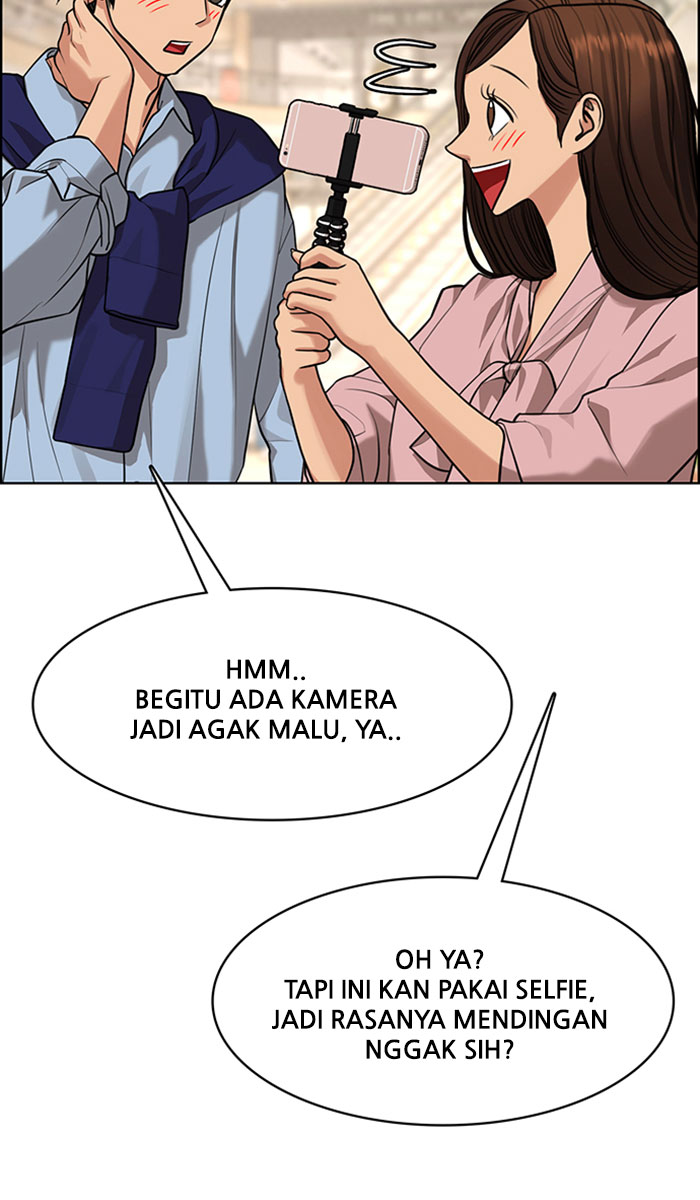 HMM..
BEGITU ADA KAMERA
JADI AGAK MALU, YA..
OH YA?
TAPI INI KAN PAKAI SELFIE,
JADI RASANYA MENDINGAN
NGGAK SIH?